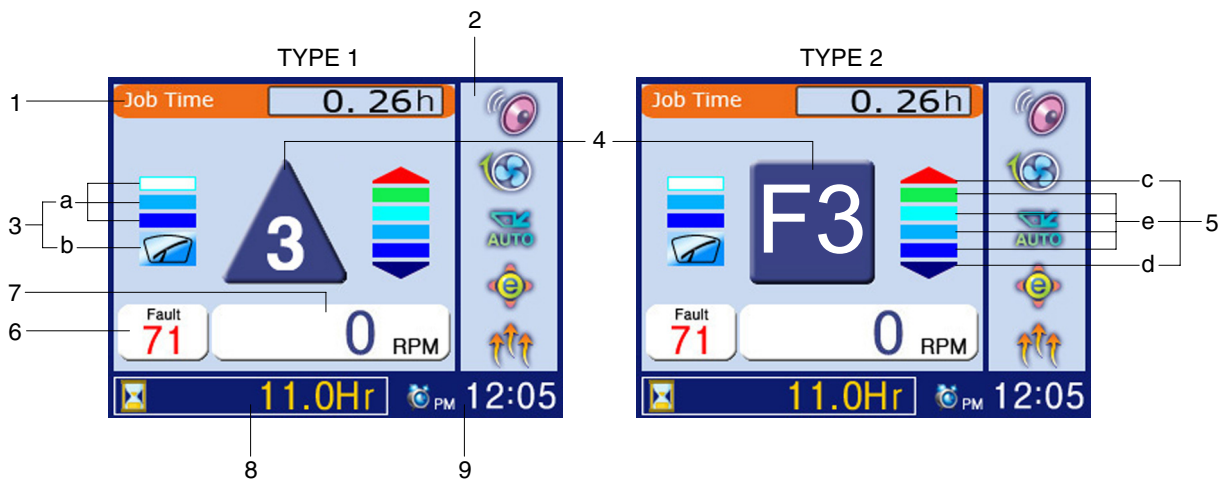 2
TYPE 1
TYPE 2
1
Job Time
0.26h
Job Time
0.26h
4
3
a
b
3
AUTO
F3
AUTO
c
e
d
5
7
6
Fault
71
0 RPM
Fault
71
0 RPM
e
e
11.0Hr
PM 12:05
11.0Hr
PM 12:05
8
9